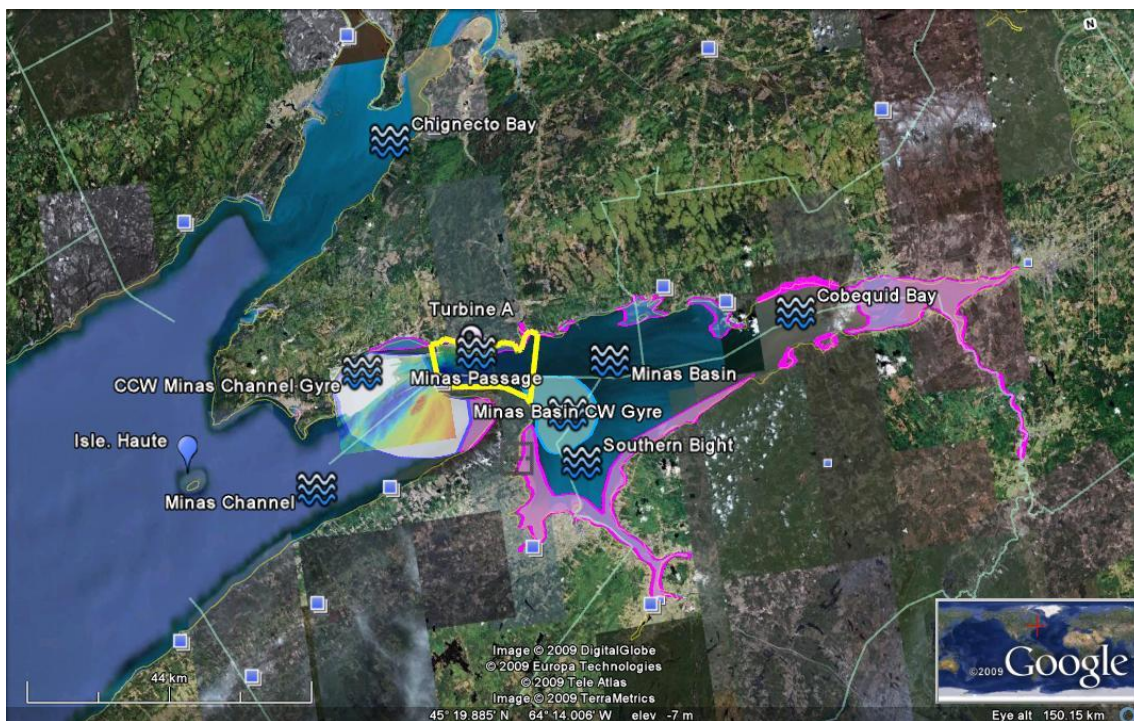 N
Chignecto Bay
Cobequid Bay
Turbine A
Minas Basin
Minas Passage
CCW Minas Channel Gyre
Minas Basin CW Gyre
Isle. Haute
Southern Bight
Minas Channel
44 km
Image © 2009 DigitalGlobe
© 2009 Europa Technologies
© 2009 Tele Atlas
Image © 2009 TerraMetrics
©2009 Google
45° 19.885' N 64° 14.006' W elev -7 m
Eye alt 150.15 km